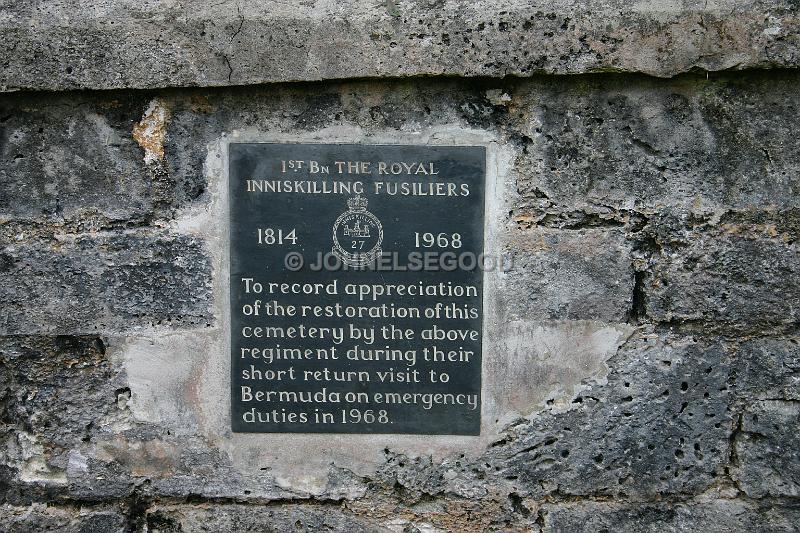 1ST BN THE ROYAL
INNISKILLING FUSILIERS
INNISKILLING
27
1814 1968
© JOHNELSEGOOD
To record appreciation
of the restoration of this
cemetery by the above
regiment during their
short return visit to
Bermuda on emergency
duties in 1968.